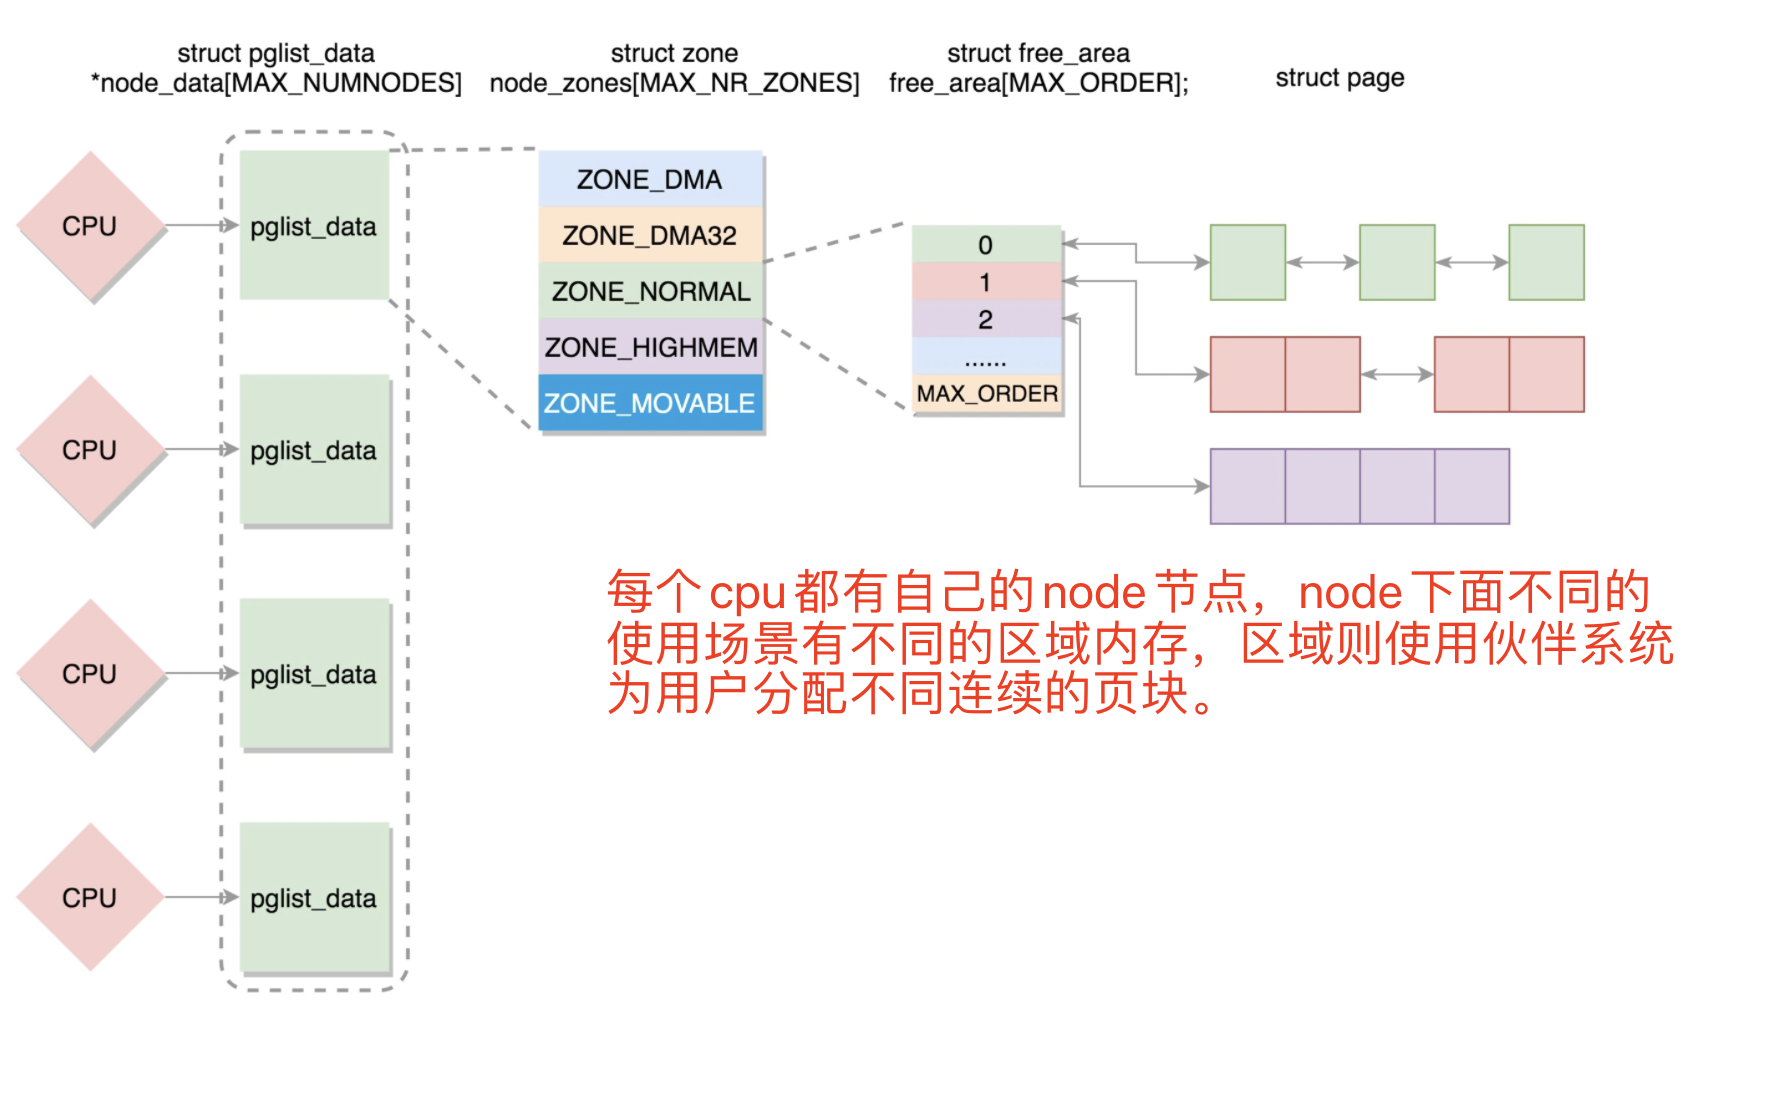 struct pglist_data
*node_data[MAX_NUMNODES]
struct zone
node_zones[MAX_NR_ZONES]
struct free_area
free_area[MAX_ORDER];
struct page
CPU
pglist_data
CPU
pglist_data
CPU
pglist_data
CPU
pglist_data
ZONE_DMA
ZONE_DMA32
ZONE_NORMAL
ZONE_HIGHMEM
ZONE_MOVABLE
0
1
2
......
MAX_ORDER
每个cpu都有自己的node节点，node下面不同的
使用场景有不同的区域内存，区域则使用伙伴系统
为用户分配不同连续的页块。